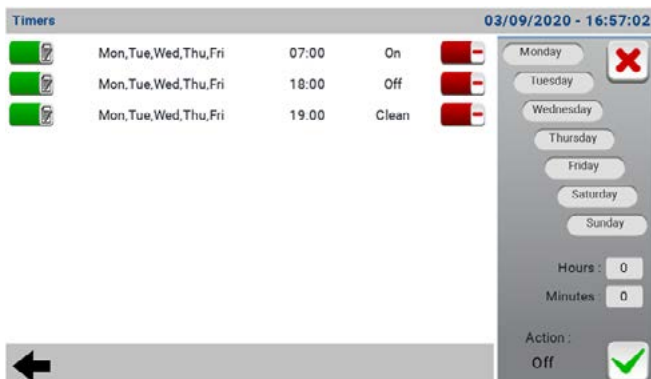 Timers 03/09/2020 - 16:57:02
Mon,Tue,Wed,Thu,Fri 07:00 On
Mon,Tue,Wed,Thu,Fri 18:00 Off
Mon,Tue,Wed,Thu,Fri 19:00 Clean
Monday
Tuesday
Wednesday
Thursday
Friday
Saturday
Sunday
Hours : 0
Minutes : 0
Action :
Off